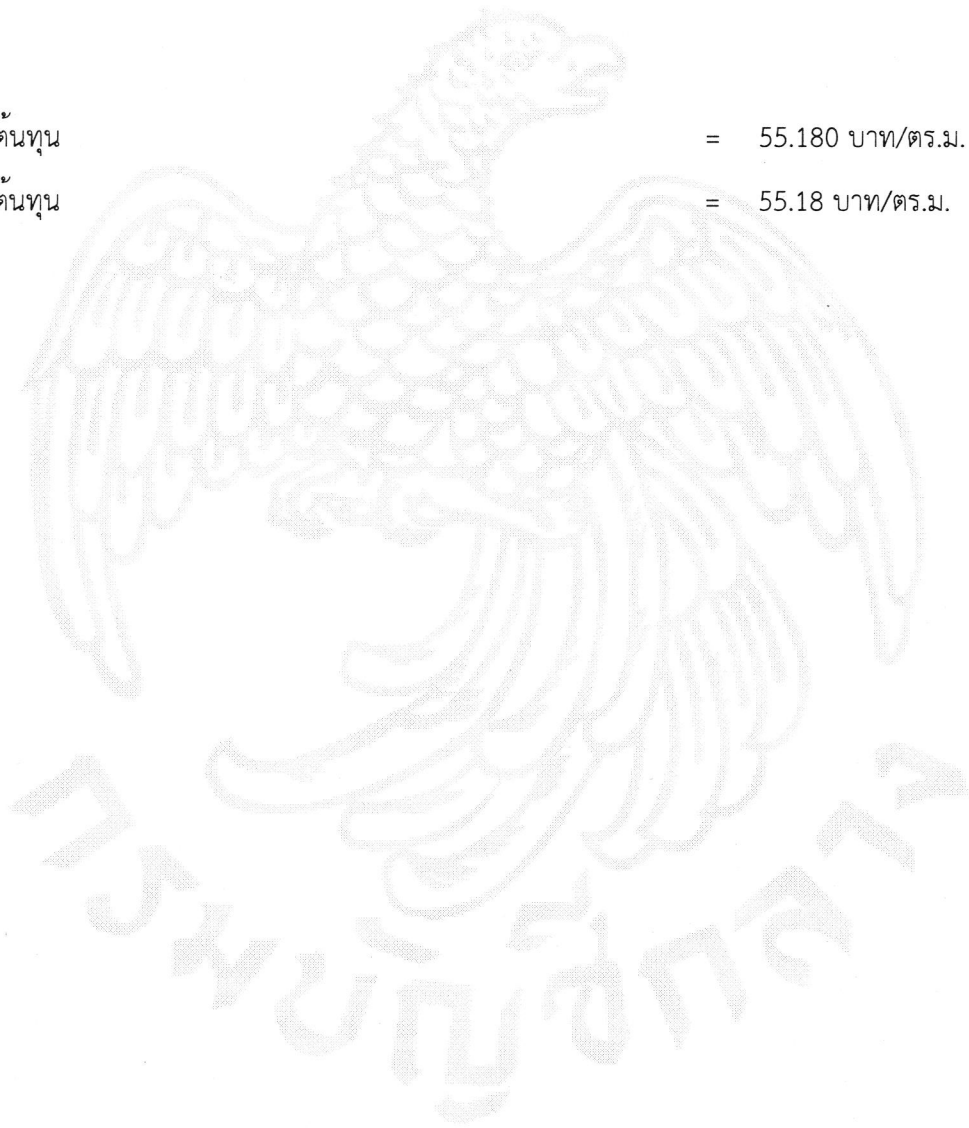 ต้นทุน = 55.180 บาท/ตร.ม.
ต้นทุน = 55.18 บาท/ตร.ม.
กรมบัญชีกลาง